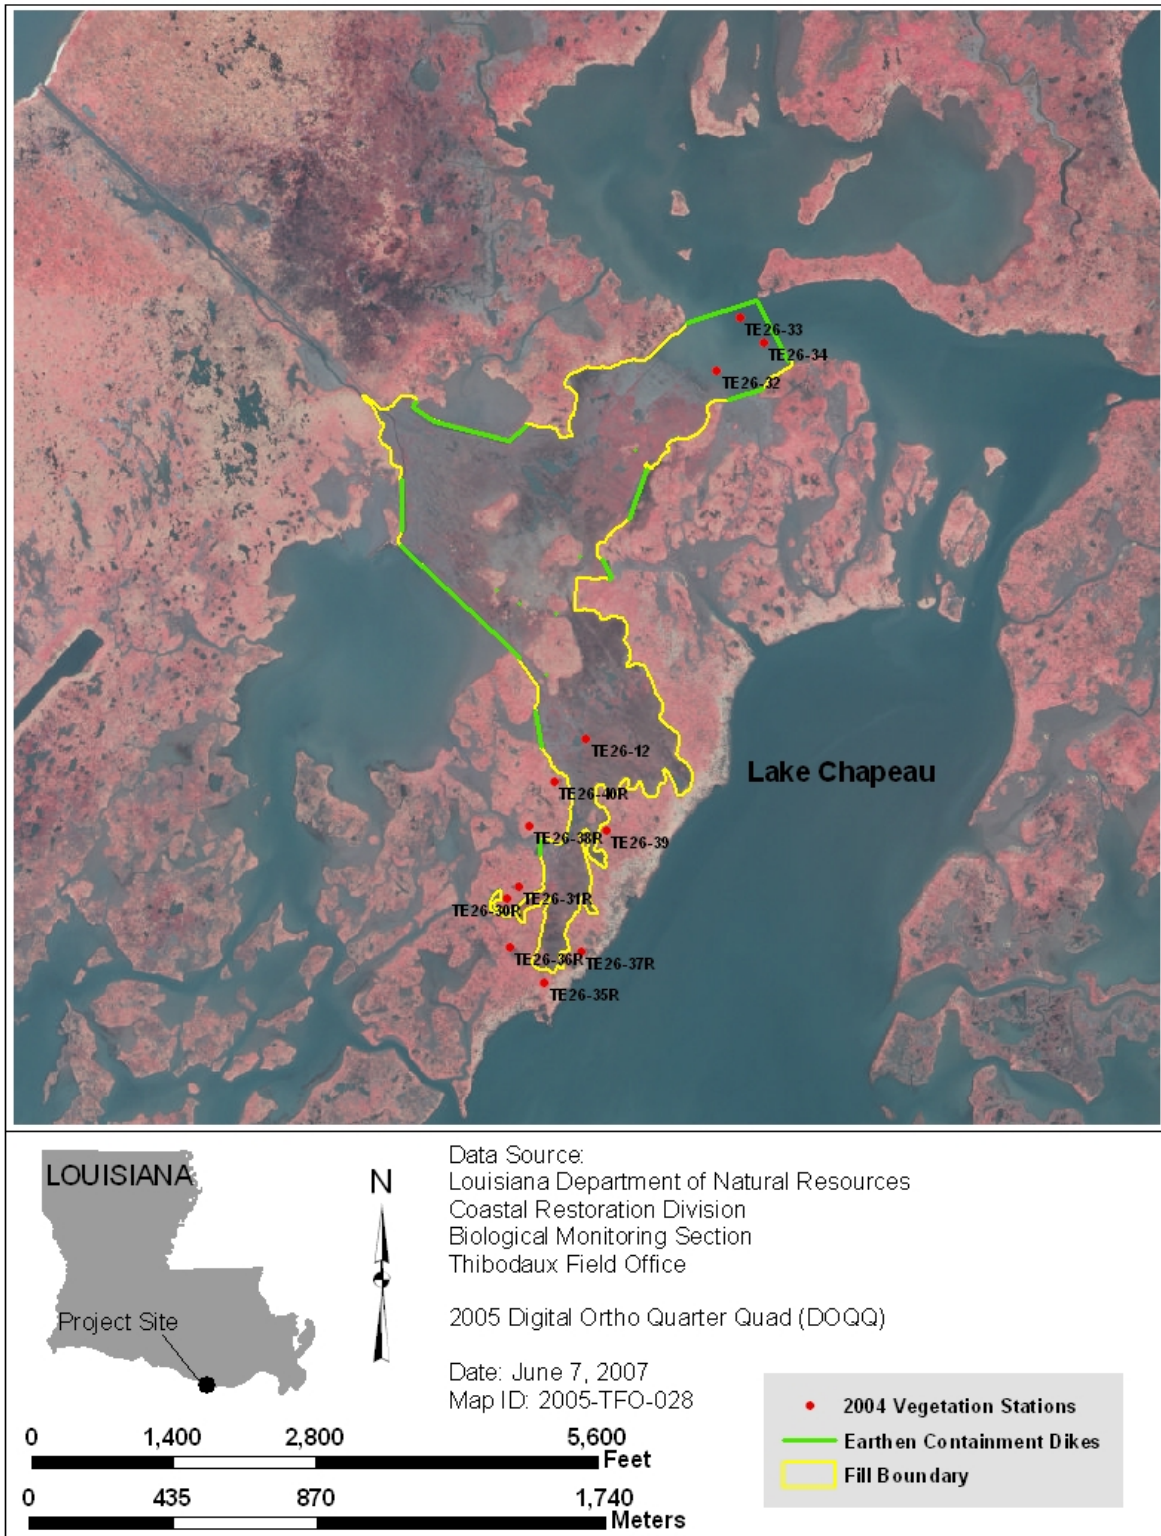 TE26-33
TE26-34
TE26-32
TE26-12
Lake Chapeau
TE26-40R
TE26-38R
TE26-39
TE26-31R
TE26-30R
TE26-36R
TE26-37R
TE26-35R
LOUISIANA
Project Site
N
Data Source:
Louisiana Department of Natural Resources
Coastal Restoration Division
Biological Monitoring Section
Thibodaux Field Office
2005 Digital Ortho Quarter Quad (DOQQ)
Date: June 7, 2007
Map ID: 2005-TFO-028
0 1,400 2,800 5,600
Feet
0 435 870 1,740
Meters
2004 Vegetation Stations
Earthen Containment Dikes
Fill Boundary